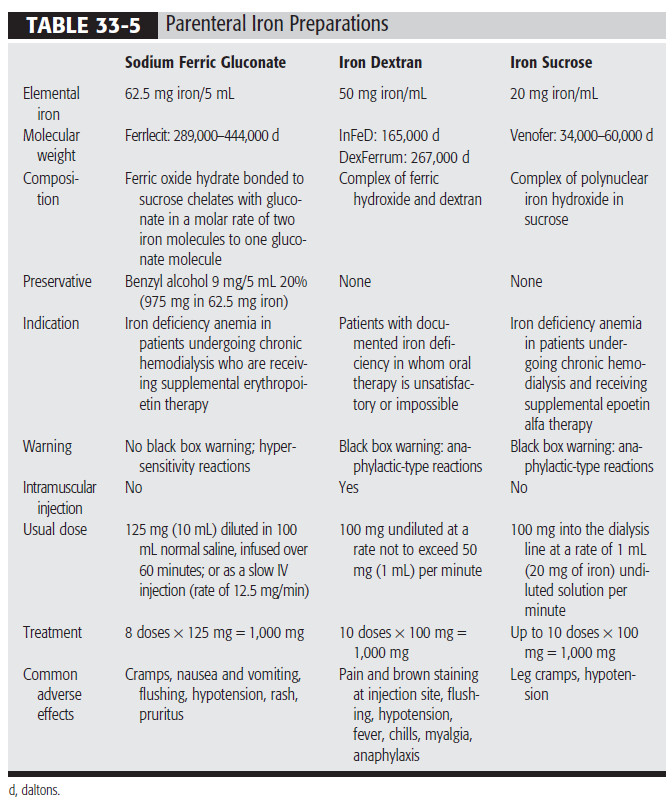 TABLE 33-5 Parenteral Iron Preparations
Sodium Ferric Gluconate Iron Dextran Iron Sucrose
Elemental 62.5 mg iron/5 mL 50 mg iron/mL 20 mg iron/mL
iron
Molecular Ferrlecit: 289,000–444,000 d InFeD: 165,000 d Venofer: 34,000–60,000 d
weight DexFerrum: 267,000 d
Composi- Ferric oxide hydrate bonded to Complex of ferric Complex of polynuclear
tion sucrose chelates with gluco- hydroxide and dextran iron hydroxide in
nate in a molar rate of two sucrose
iron molecules to one gluco-
nate molecule
Preservative Benzyl alcohol 9 mg/5 mL 20% None None
(975 mg in 62.5 mg iron)
Indication Iron deficiency anemia in Patients with docu- Iron deficiency anemia
patients undergoing chronic mented iron defi- in patients under-
hemodialysis who are receiv- ciency in whom oral going chronic hemo-
ing supplemental erythropoi- therapy is unsatisfac- dialysis and receiving
etin therapy tory or impossible supplemental epoetin
alfa therapy
Warning No black box warning; hyper- Black box warning: ana- Black box warning: ana-
sensitivity reactions phylactic-type reactions phylactic-type reactions
Intramuscular No Yes No
injection
Usual dose 125 mg (10 mL) diluted in 100 100 mg undiluted at a 100 mg into the dialysis
mL normal saline, infused over rate not to exceed 50 line at a rate of 1 mL
60 minutes; or as a slow IV mg (1 mL) per minute (20 mg of iron) undi-
injection (rate of 12.5 mg/min) luted solution per
minute
Treatment 8 doses × 125 mg = 1,000 mg 10 doses × 100 mg = Up to 10 doses × 100
1,000 mg mg = 1,000 mg
Common Cramps, nausea and vomiting, Pain and brown staining Leg cramps, hypoten-
adverse flushing, hypotension, rash, at injection site, flush- sion
effects pruritus ing, hypotension,
fever, chills, myalgia,
anaphylaxis
d, daltons.